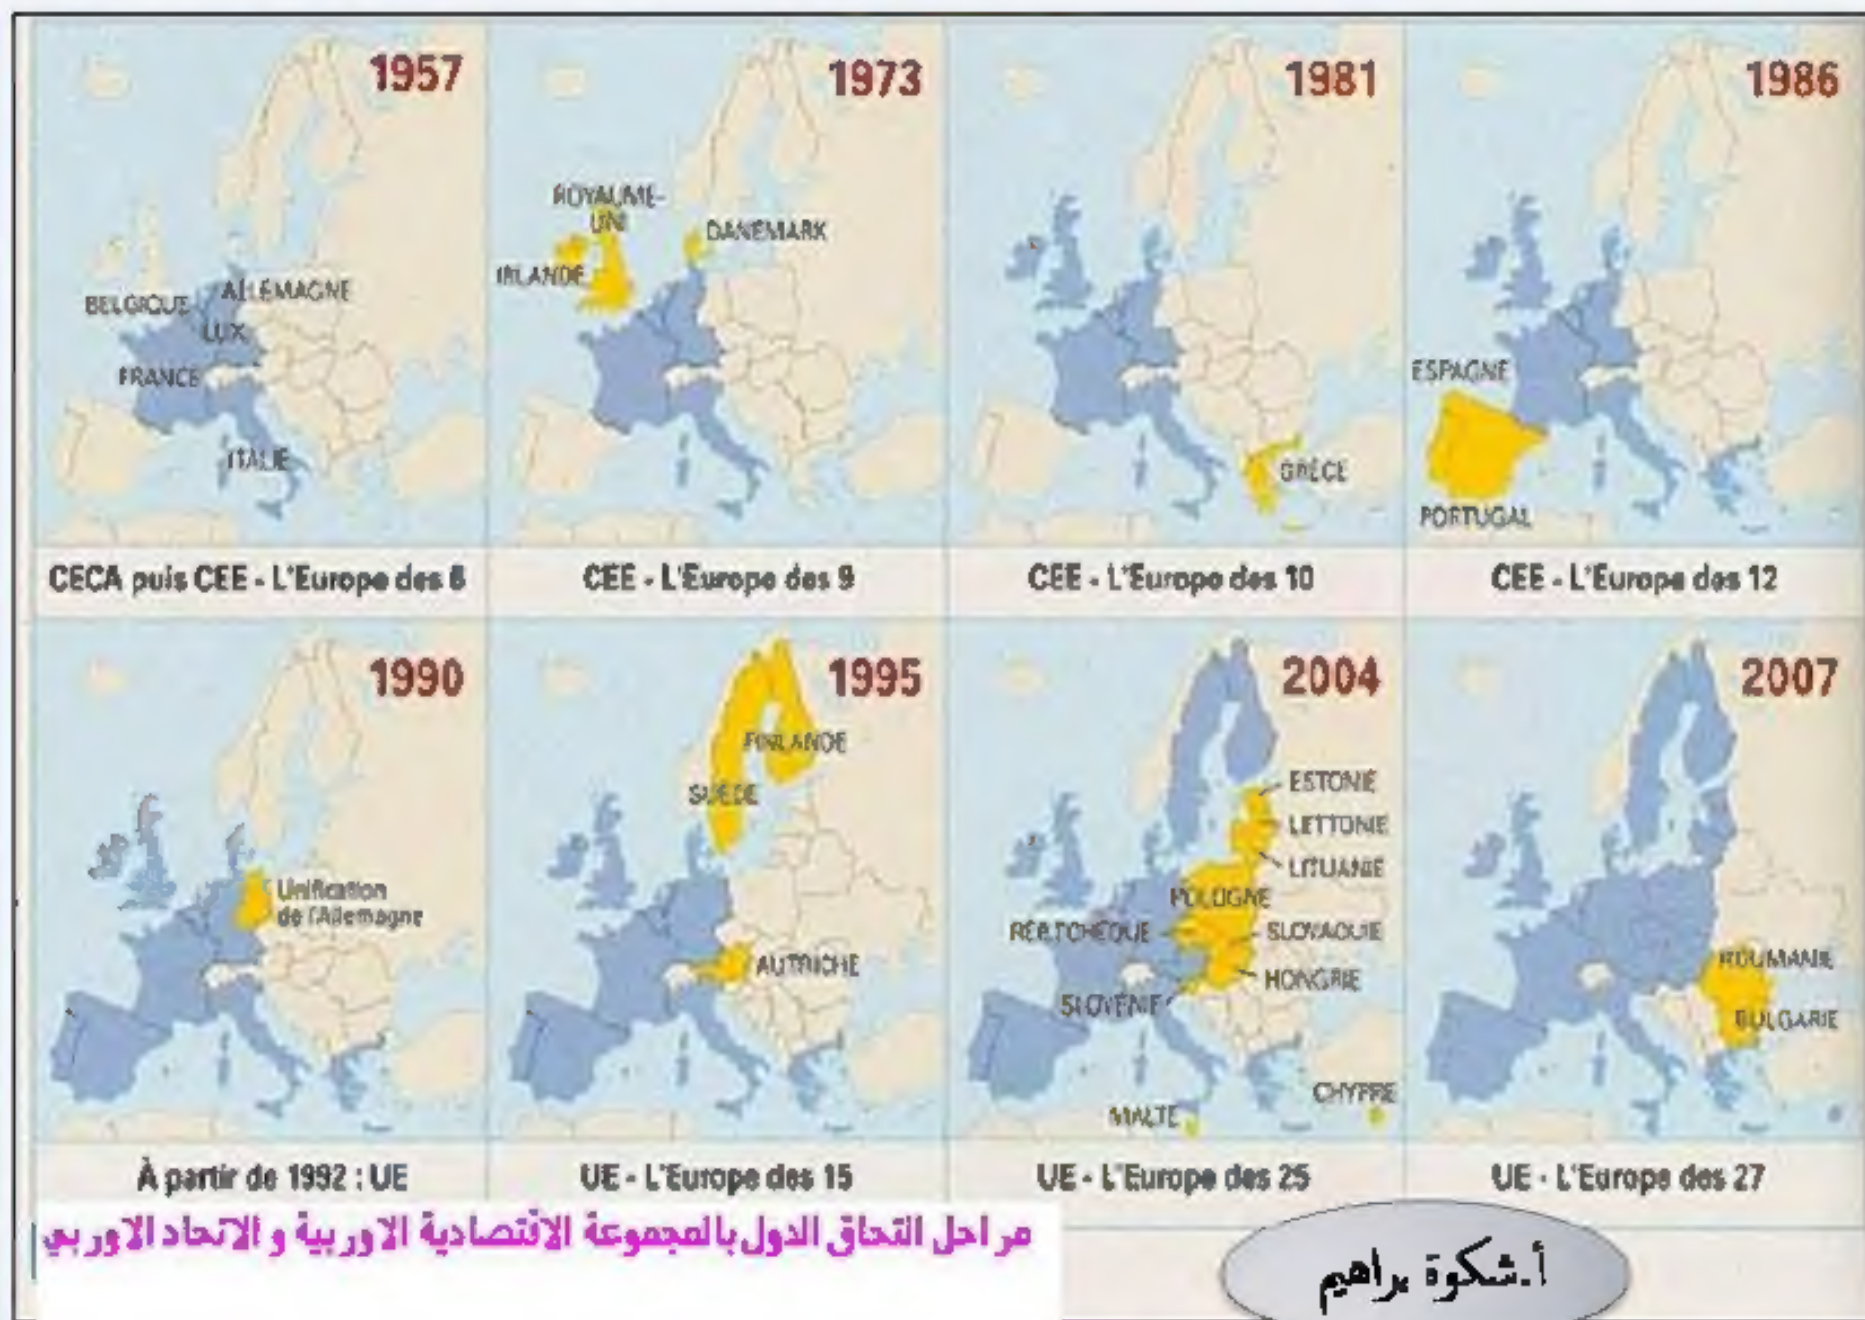 1957
BELGIQUE
ALLEMAGNE
LUX
FRANCE
ITALIE
CECA puis CEE - L'Europe des 6
1973
ROYAUME-
UNI
IRLANDE
DANEMARK
CEE - L'Europe des 9
1981
GRÈCE
CEE - L'Europe des 10
1986
ESPAGNE
PORTUGAL
CEE - L'Europe des 12
1990
Unification
de l'Allemagne
À partir de 1992 : UE
1995
FINLANDE
SUÈDE
AUTRICHE
UE - L'Europe des 15
2004
ESTONIE
LETTONIE
LITUANIE
POLOGNE
RÉP. TCHÈQUE
SLOVAQUIE
HONGRIE
SLOVÉNIE
CHYPRE
MALTE
UE - L'Europe des 25
2007
ROUMANIE
BULGARIE
UE - L'Europe des 27
مراحل التحاق الدول بالمجموعة الاقتصادية الاوربية و الاتحاد الاوربي
أ.شكوة براهيم